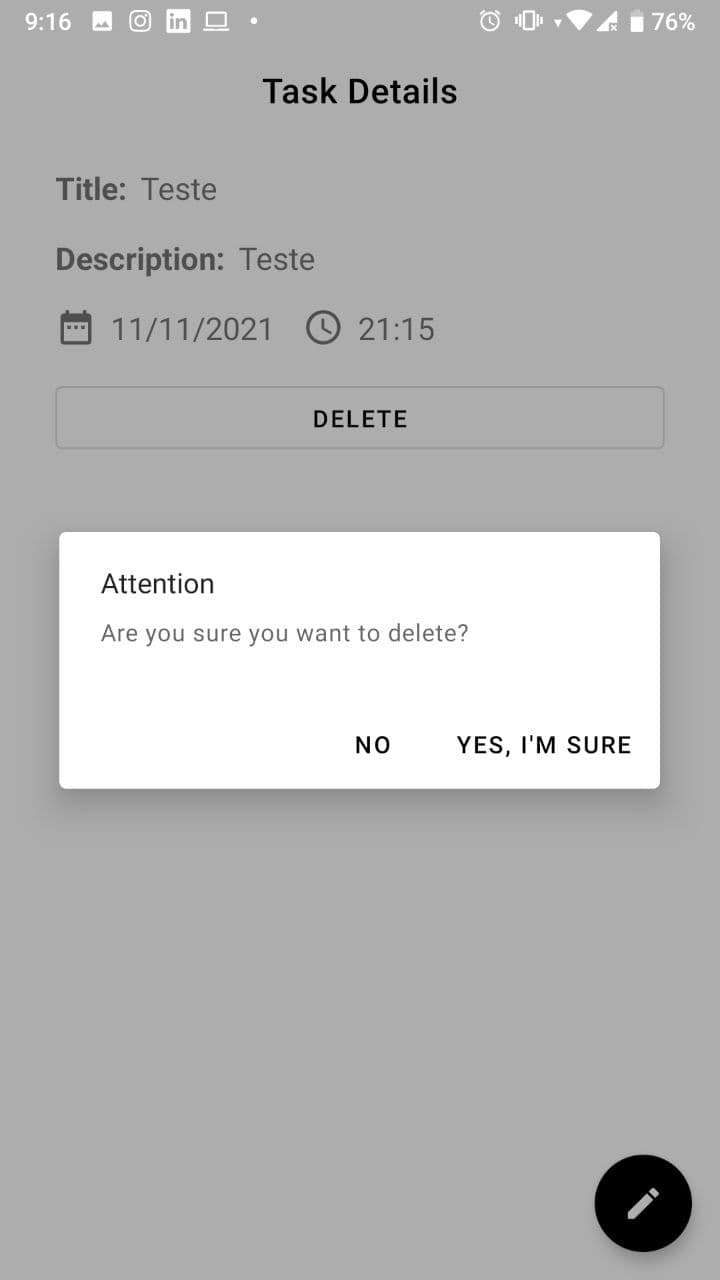 9:16 76%
Task Details
Title: Teste
Description: Teste
11/11/2021 21:15
DELETE
Attention
Are you sure you want to delete?
NO YES, I'M SURE